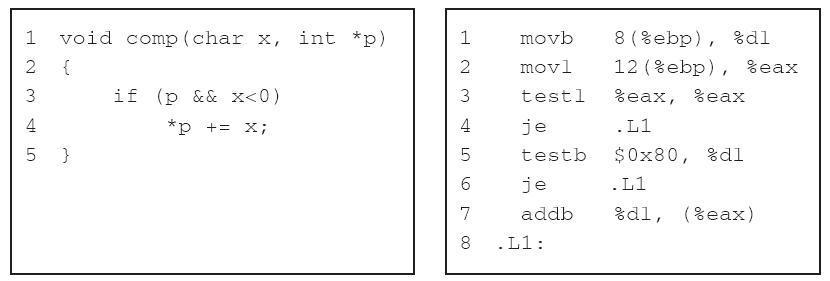 1 void comp(char x, int *p)
2 {
3 if (p && x<0)
4 *p += x;
5 }
1 movb 8(%ebp), %dl
2 movl 12(%ebp), %eax
3 testl %eax, %eax
4 je .L1
5 testb $0x80, %dl
6 je .L1
7 addb %dl, (%eax)
8 .L1: